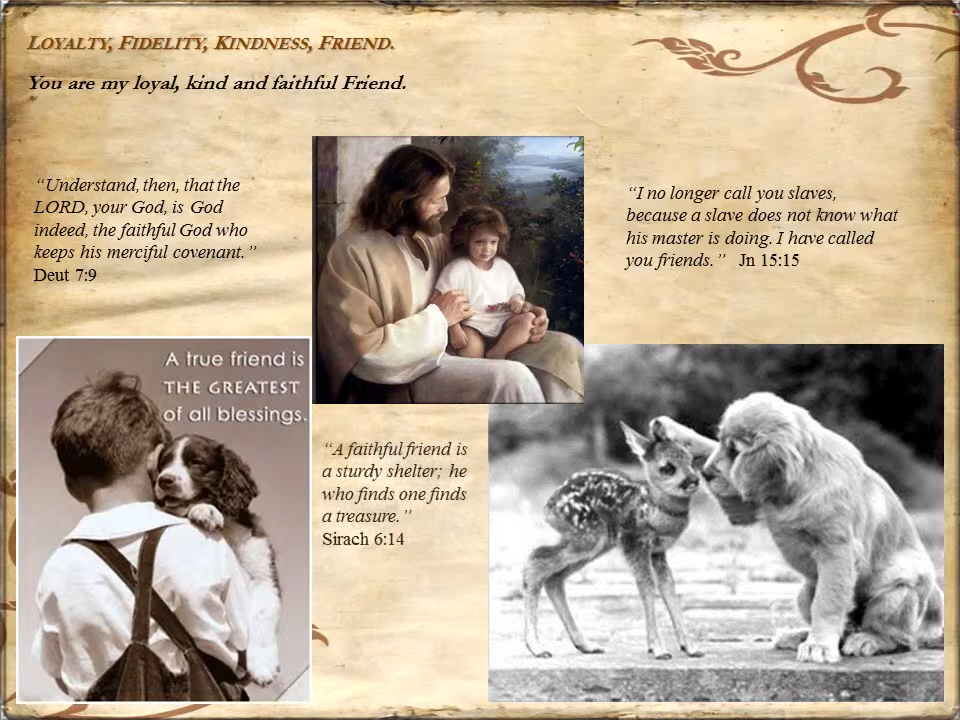 LOYALTY, FIDELITY, KINDNESS, FRIEND.
You are my loyal, kind and faithful Friend.
“Understand, then, that the
LORD, your God, is God
indeed, the faithful God who
keeps his merciful covenant.”
Deut 7:9
“I no longer call you slaves,
because a slave does not know what
his master is doing. I have called
you friends.” Jn 15:15
A true friend is
THE GREATEST
of all blessings.
“A faithful friend is
a sturdy shelter; he
who finds one finds
a treasure.”
Sirach 6:14